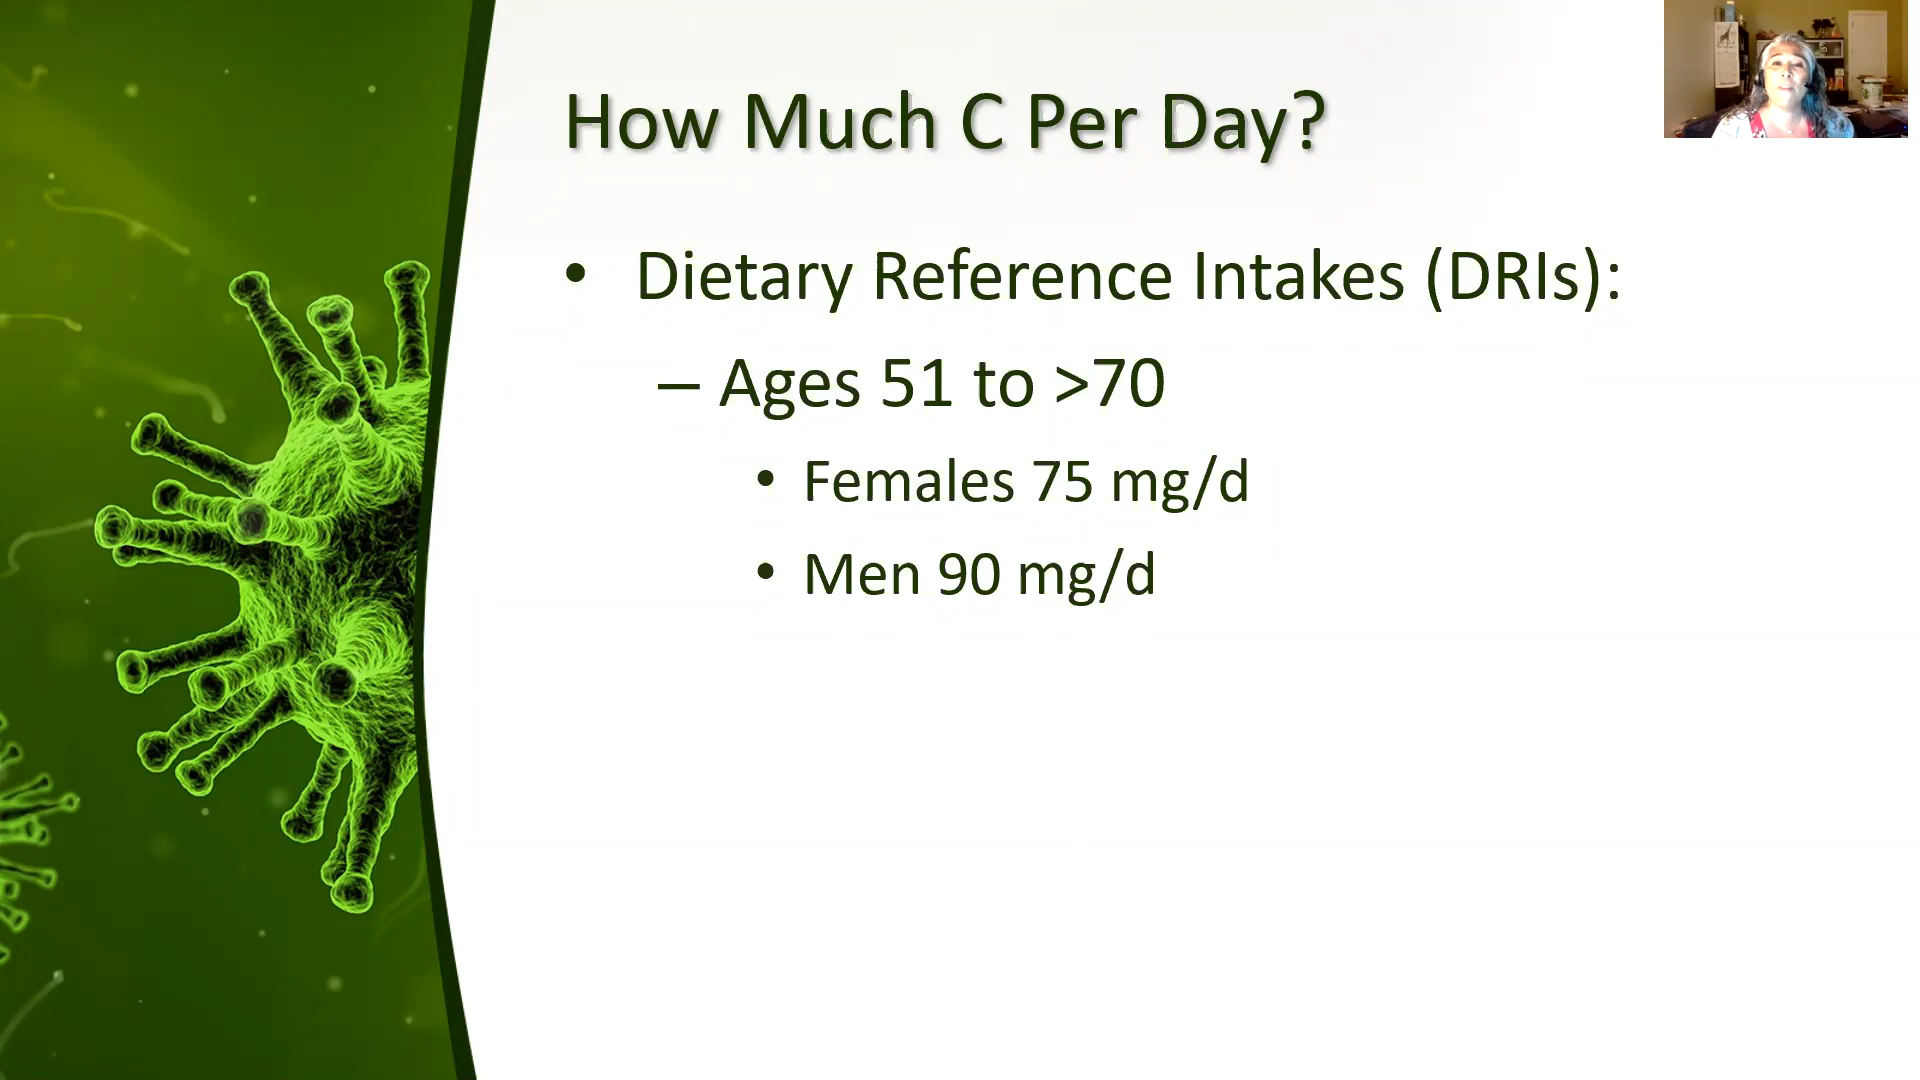 How Much C Per Day?
• Dietary Reference Intakes (DRIs):
– Ages 51 to >70
• Females 75 mg/d
• Men 90 mg/d